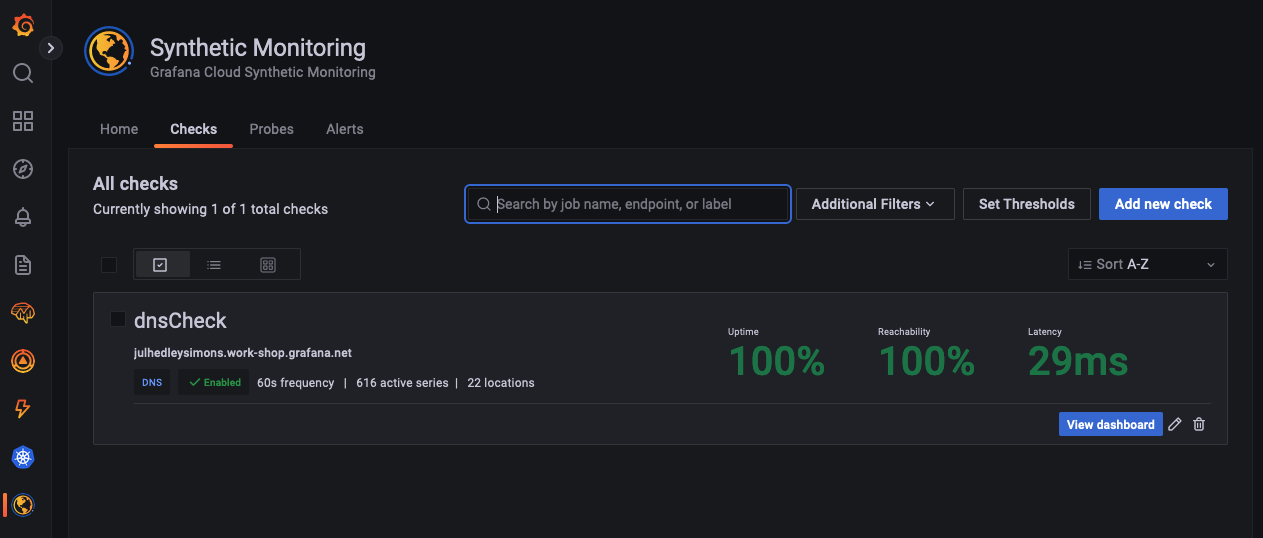 Synthetic Monitoring
Grafana Cloud Synthetic Monitoring
Home Checks Probes Alerts
All checks
Currently showing 1 of 1 total checks
Search by job name, endpoint, or label
Additional Filters
Set Thresholds
Add new check
Sort A-Z
dnsCheck
julhedleysimons.work-shop.grafana.net
DNS Enabled 60s frequency | 616 active series | 22 locations
Uptime
100%
Reachability
100%
Latency
29ms
View dashboard